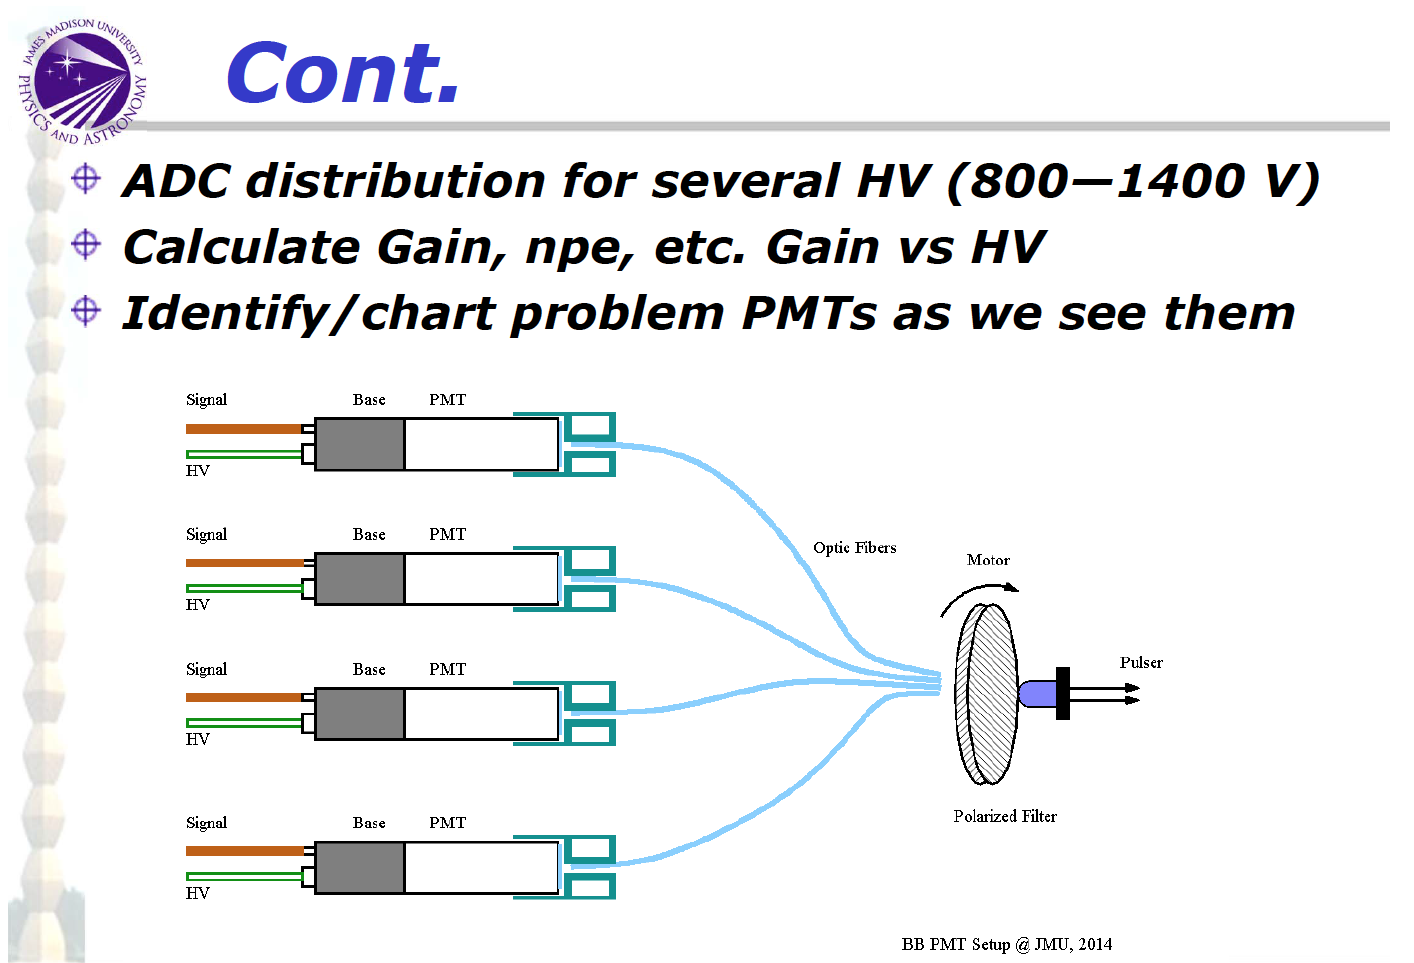 JAMES MADISON UNIVERSITY
PHYSICS AND ASTRONOMY
Cont.
ADC distribution for several HV (800—1400 V)
Calculate Gain, npe, etc. Gain vs HV
Identify/chart problem PMTs as we see them
Signal Base PMT
HV
Signal Base PMT
HV
Optic Fibers
Motor
Signal Base PMT
HV
Pulser
Polarized Filter
Signal Base PMT
HV
BB PMT Setup @ JMU, 2014